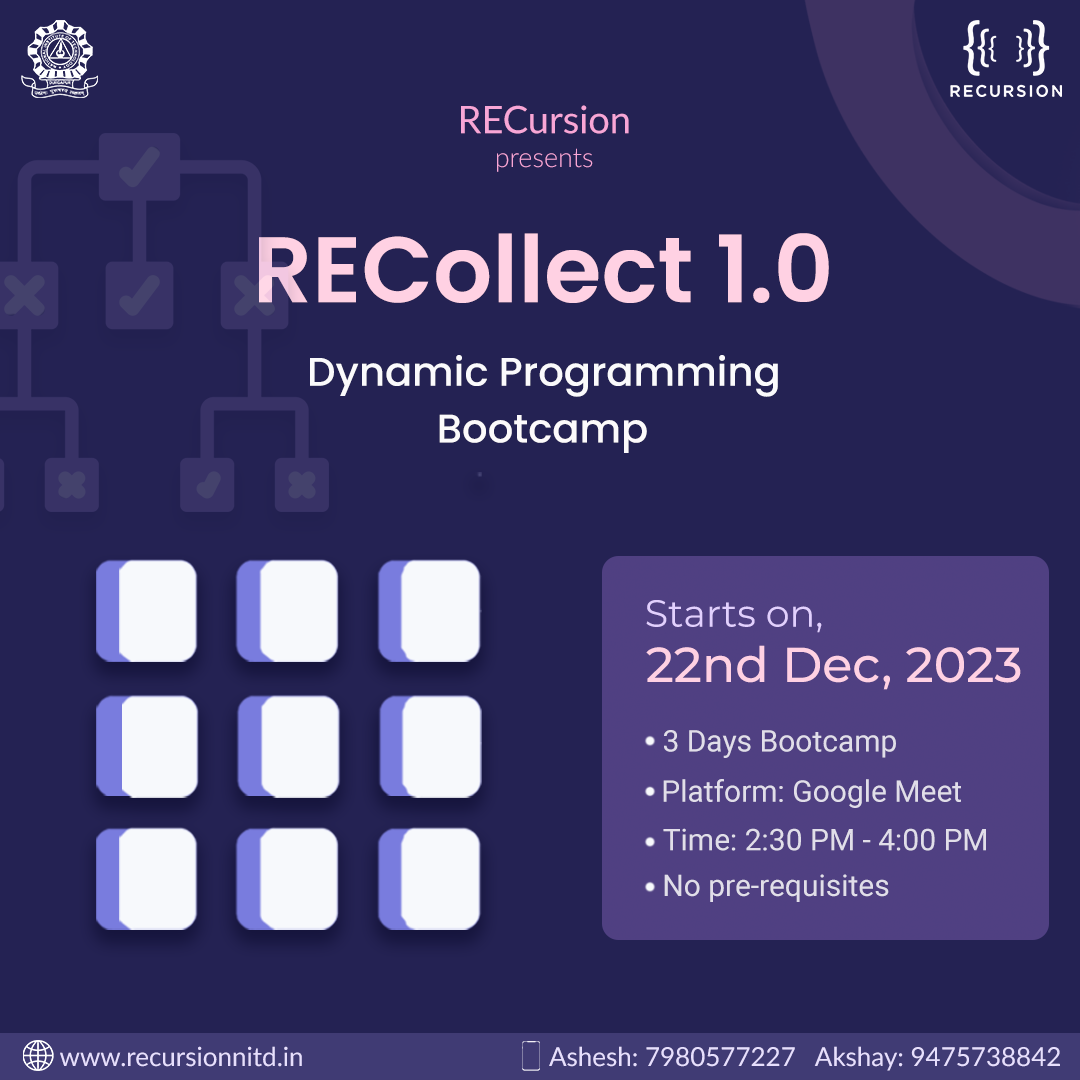 RECURSION
RECursion
presents
RECollect 1.0
Dynamic Programming
Bootcamp
Starts on,
22nd Dec, 2023
• 3 Days Bootcamp
• Platform: Google Meet
• Time: 2:30 PM - 4:00 PM
• No pre-requisites
www.recursionnitd.in
Ashesh: 7980577227 Akshay: 9475738842